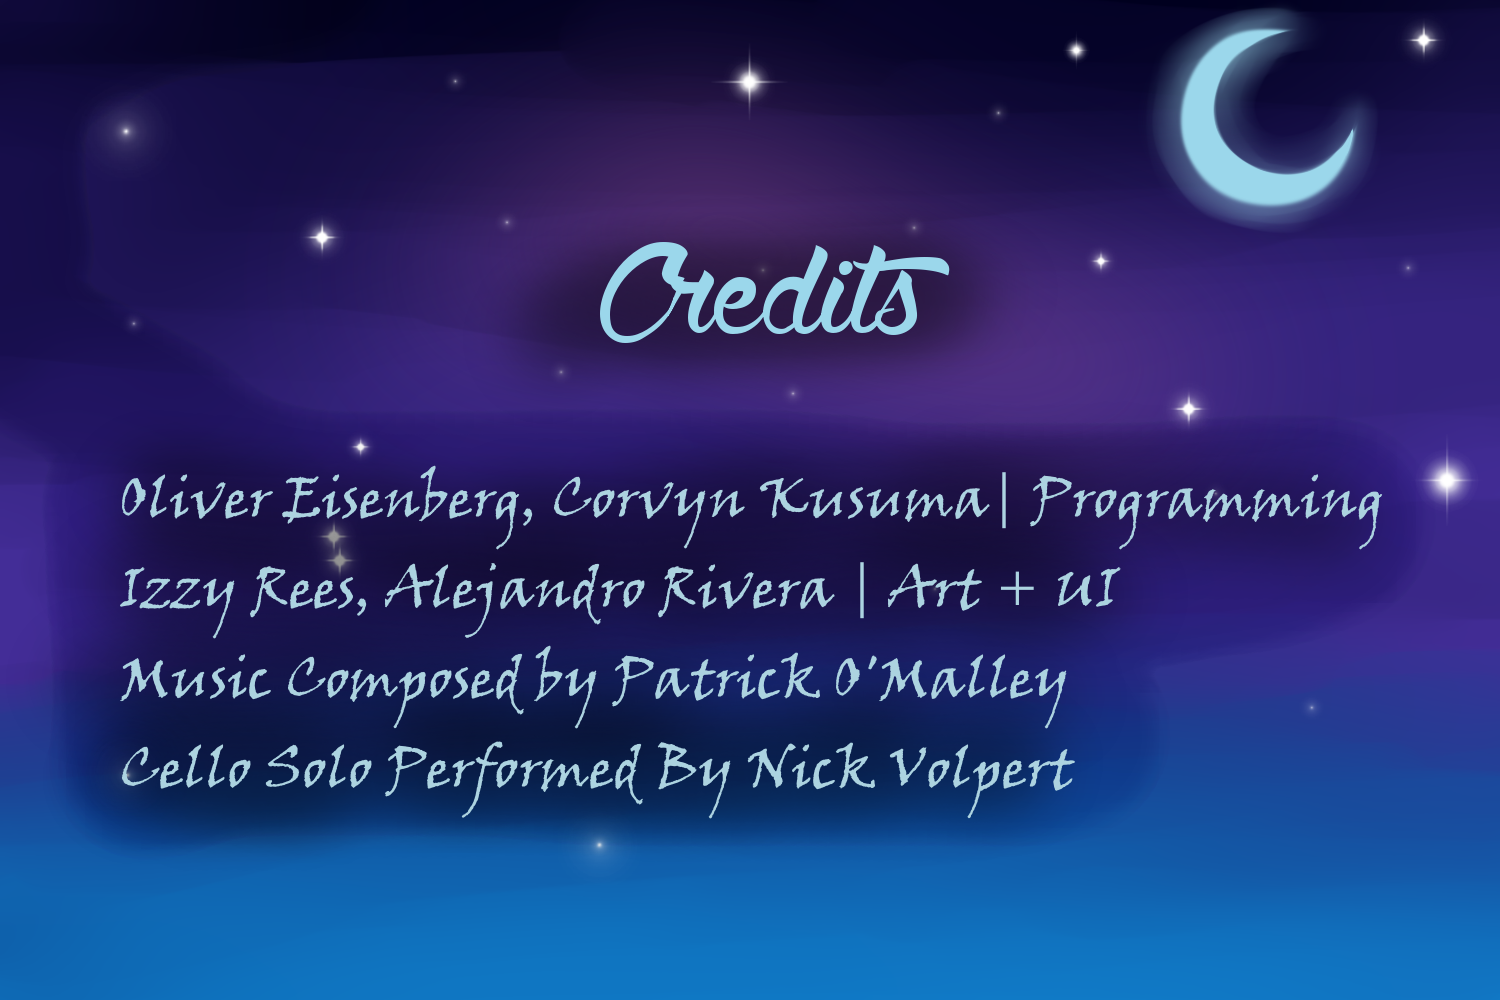 Credits
Oliver Eisenberg, Corvyn Kusuma| Programming
Izzy Rees, Alejandro Rivera | Art + UI
Music Composed by Patrick O'Malley
Cello Solo Performed By Nick Volpert